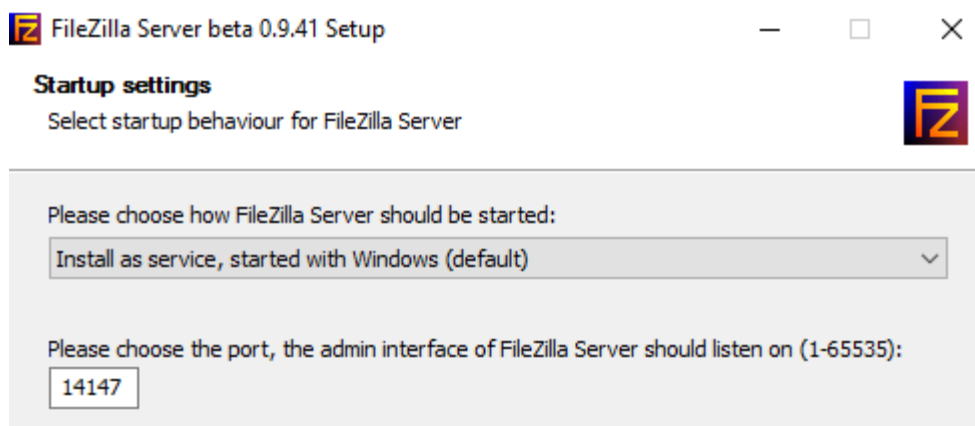 FileZilla Server beta 0.9.41 Setup
Startup settings
Select startup behaviour for FileZilla Server
Please choose how FileZilla Server should be started:
Install as service, started with Windows (default)
Please choose the port, the admin interface of FileZilla Server should listen on (1-65535):
14147